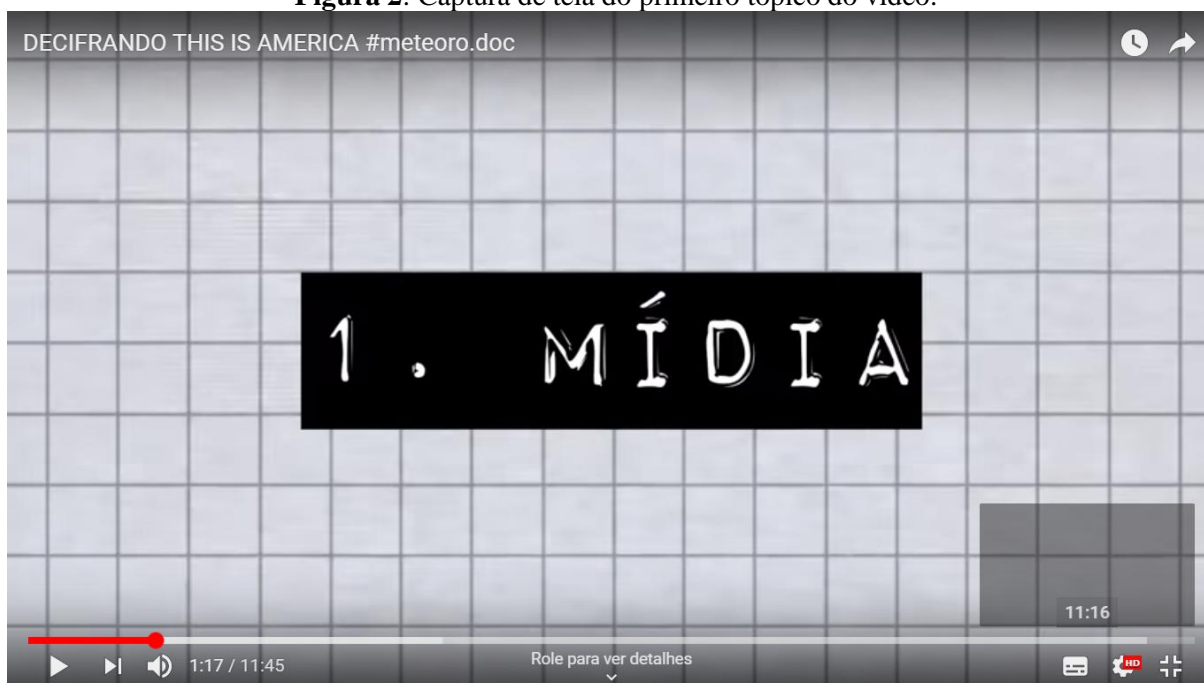 Figura 2. Captura de tela do primeiro tópico do vídeo.
DECIFRANDO THIS IS AMERICA #meteoro.doc
1. MÍDIA
11:16
1:17 / 11:45
Role para ver detalhes
HD